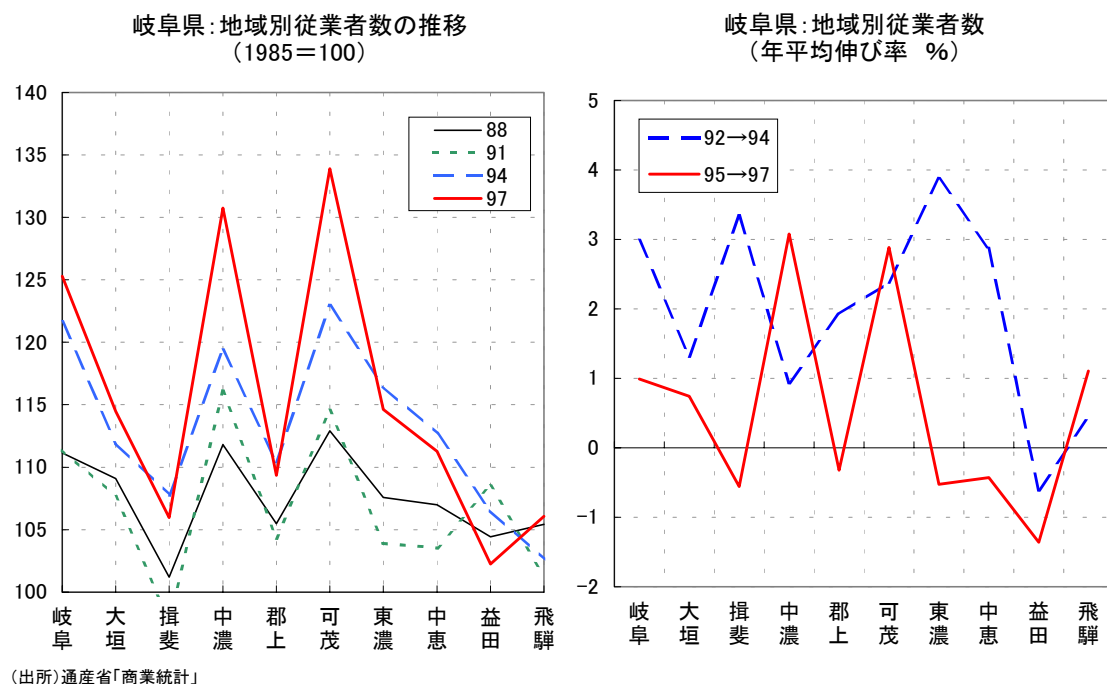 岐阜県：地域別従業者数の推移
（1985＝100）
140
135
130
125
120
115
110
105
100
88
91
94
97
岐阜
大垣
揖斐
中濃
郡上
可茂
東濃
中恵
益田
飛騨
（出所）通産省「商業統計」
岐阜県：地域別従業者数
（年平均伸び率　%）
5
4
3
2
1
0
-1
-2
92→94
95→97
岐阜
大垣
揖斐
中濃
郡上
可茂
東濃
中恵
益田
飛騨